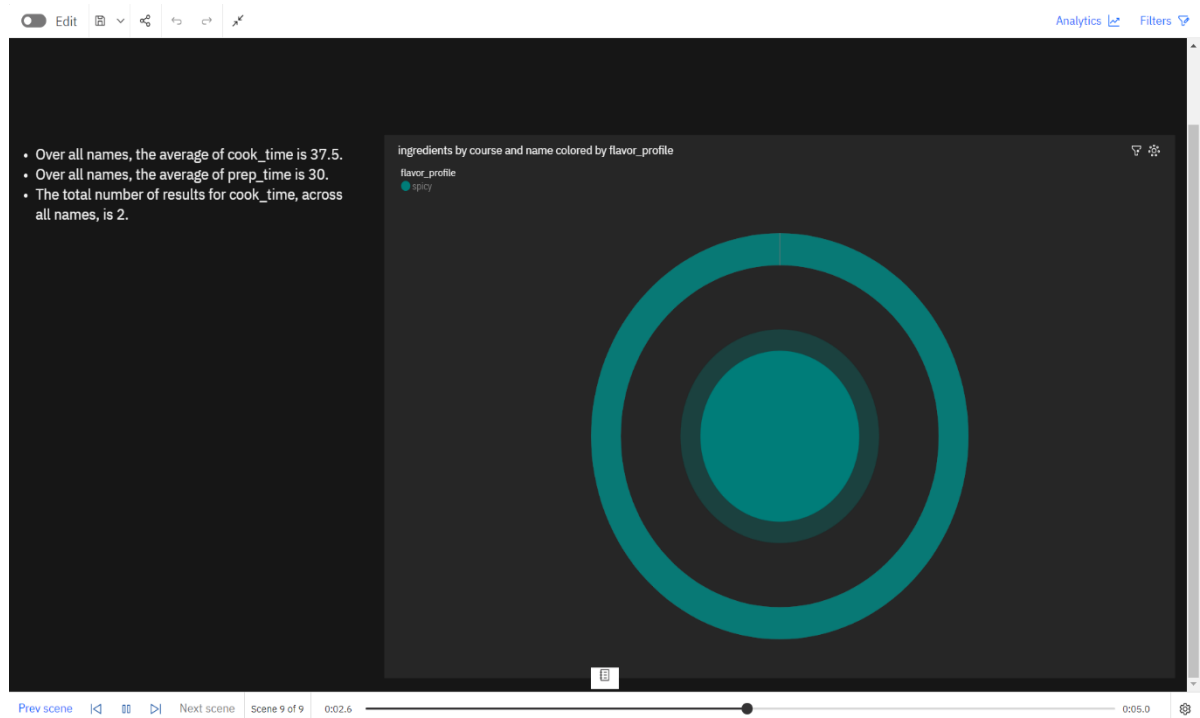 Edit
Analytics
Filters
• Over all names, the average of cook_time is 37.5.
• Over all names, the average of prep_time is 30.
• The total number of results for cook_time, across
all names, is 2.
ingredients by course and name colored by flavor_profile
flavor_profile
spicy
Prev scene
Next scene
Scene 9 of 9
0:02.6
0:05.0